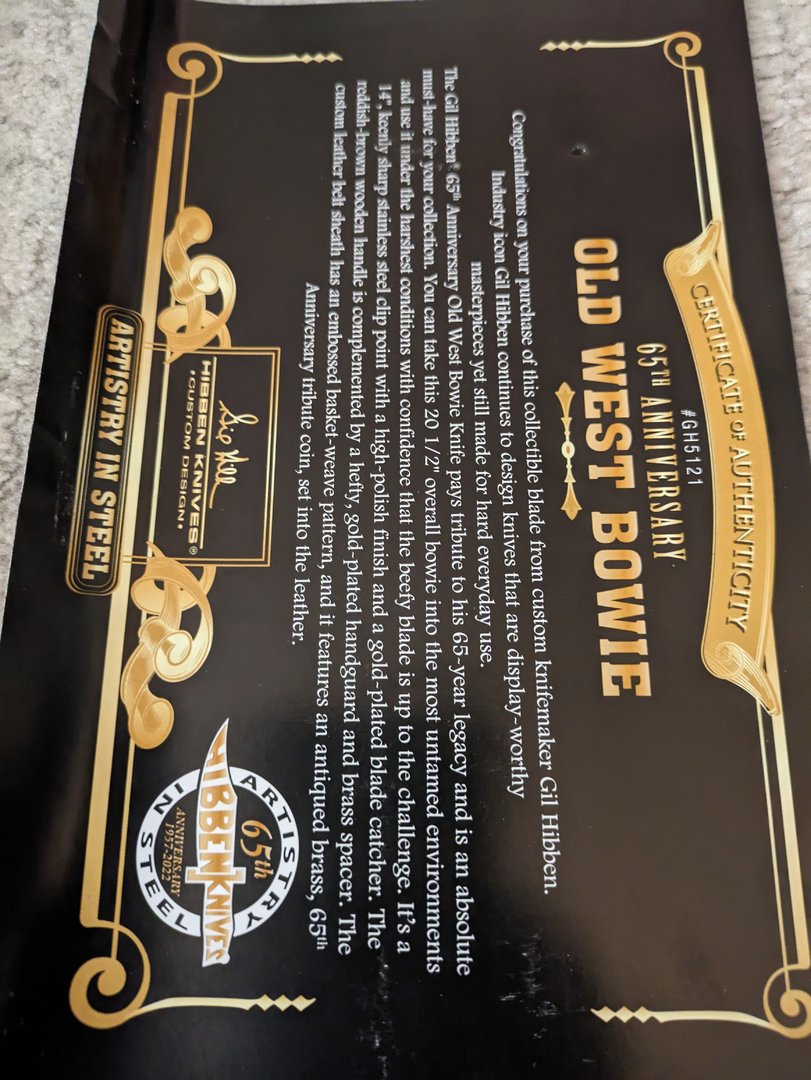 CERTIFICATE OF AUTHENTICITY
#GH5121
65TH ANNIVERSARY
OLD WEST BOWIE
Congratulations on your purchase of this collectible blade from custom knifemaker Gil Hibben.
Industry icon Gil Hibben continues to design knives that are display-worthy
masterpieces yet still made for hard everyday use.
The Gil Hibben® 65th Anniversary Old West Bowie Knife pays tribute to his 65-year legacy and is an absolute
must-have for your collection. You can take this 20 1/2" overall bowie into the most untamed environments
and use it under the harshest conditions with confidence that the beefy blade is up to the challenge. It's a
14", keenly sharp stainless steel clip point with a high-polish finish and a gold-plated blade catcher. The
reddish-brown wooden handle is complemented by a hefty, gold-plated handguard and brass spacer. The
custom leather belt sheath has an embossed basket-weave pattern, and it features an antiqued brass, 65th
Anniversary tribute coin, set into the leather.
HIBBEN KNIVES®
CUSTOM DESIGN
ARTISTRY IN STEEL
ARTISTRY
65th
HIBBEN KNIVES
ANNIVERSARY
1957-2022
IN STEEL